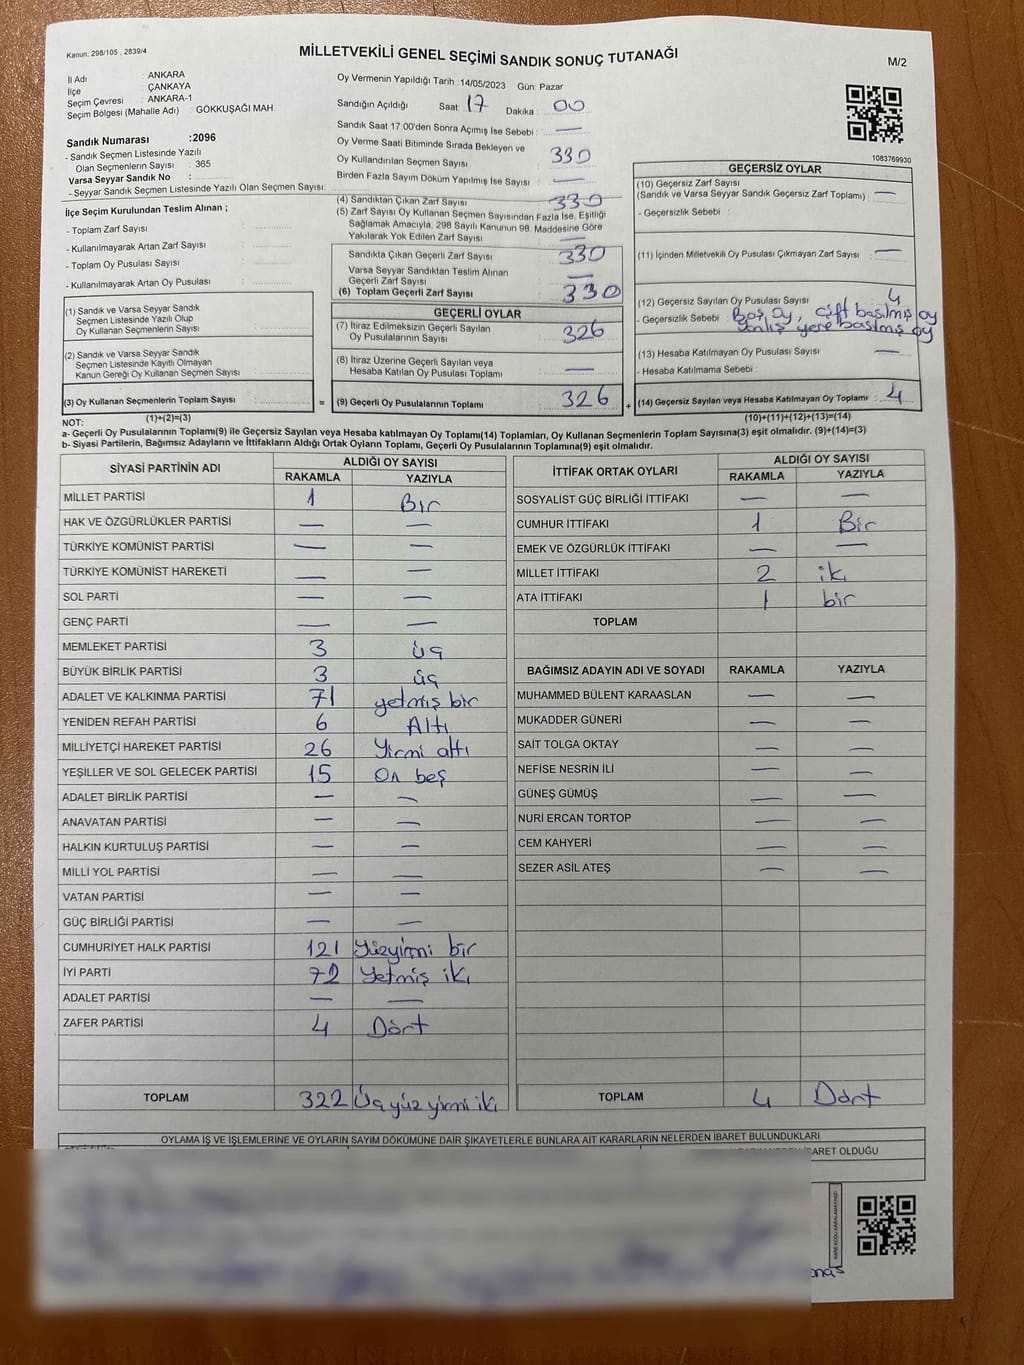 Kanun: 298/105 , 2839/4
MİLLETVEKİLİ GENEL SEÇİMİ SANDIK SONUÇ TUTANAĞI
M/2
İl Adı : ANKARA
İlçe : ÇANKAYA
Seçim Çevresi : ANKARA-1
Seçim Bölgesi (Mahalle Adı) : GÖKKUŞAĞI MAH.
Sandık Numarası :2096
- Sandık Seçmen Listesinde Yazılı
Olan Seçmenlerin Sayısı : 365
Varsa Seyyar Sandık No :
- Seyyar Sandık Seçmen Listesinde Yazılı Olan Seçmen Sayısı:
İlçe Seçim Kurulundan Teslim Alınan ;
- Toplam Zarf Sayısı :
- Kullanılmayarak Artan Zarf Sayısı :
- Toplam Oy Pusulası Sayısı :
- Kullanılmayarak Artan Oy Pusulası :
(1) Sandık ve Varsa Seyyar Sandık
Seçmen Listesinde Yazılı Olup
Oy Kullanan Seçmenlerin Sayısı :
(2) Sandık ve Varsa Seyyar Sandık
Seçmen Listesinde Kayıtlı Olmayan
Kanun Gereği Oy Kullanan Seçmen Sayısı :
(3) Oy Kullanan Seçmenlerin Toplam Sayısı : =
(1)+(2)=(3)
Oy Vermenin Yapıldığı Tarih :14/05/2023 Gün: Pazar
Sandığın Açıldığı Saat: 17 Dakika : 00
Sandık Saat 17:00'den Sonra Açılmış İse Sebebi : —
Oy Verme Saati Bitiminde Sırada Bekleyen ve
Oy Kullandırılan Seçmen Sayısı : 330
Birden Fazla Sayım Döküm Yapılmış İse Sayısı : —
(4) Sandıktan Çıkan Zarf Sayısı : 330
(5) Zarf Sayısı Oy Kullanan Seçmen Sayısından Fazla İse, Eşitliği
Sağlamak Amacıyla, 298 Sayılı Kanunun 98. Maddesine Göre
Yakılarak Yok Edilen Zarf Sayısı : —
Sandıkta Çıkan Geçerli Zarf Sayısı : 330
Varsa Seyyar Sandıktan Teslim Alınan
Geçerli Zarf Sayısı : —
(6) Toplam Geçerli Zarf Sayısı : 330
GEÇERLİ OYLAR
(7) İtiraz Edilmeksizin Geçerli Sayılan
Oy Pusulalarının Sayısı : 326
(8) İtiraz Üzerine Geçerli Sayılan veya
Hesaba Katılan Oy Pusulası Toplamı : —
(9) Geçerli Oy Pusulalarının Toplamı : 326 +
1083769930
GEÇERSİZ OYLAR
(10) Geçersiz Zarf Sayısı
(Sandık ve Varsa Seyyar Sandık Geçersiz Zarf Toplamı) : —
- Geçersizlik Sebebi :
(11) İçinden Milletvekili Oy Pusulası Çıkmayan Zarf Sayısı : —
(12) Geçersiz Sayılan Oy Pusulası Sayısı : 4
- Geçersizlik Sebebi : Boş Oy, çift basılmış oy
Yanlış yere basılmış oy
(13) Hesaba Katılmayan Oy Pusulası Sayısı : —
- Hesaba Katılmama Sebebi :
(14) Geçersiz Sayılan veya Hesaba Katılmayan Oy Toplamı : 4
(10)+(11)+(12)+(13)=(14)
NOT:
a- Geçerli Oy Pusulalarının Toplamı(9) ile Geçersiz Sayılan veya Hesaba katılmayan Oy Toplamı(14) Toplamları, Oy Kullanan Seçmenlerin Toplam Sayısına(3) eşit olmalıdır. (9)+(14)=(3)
b- Siyasi Partilerin, Bağımsız Adayların ve İttifakların Aldığı Ortak Oyların Toplamı, Geçerli Oy Pusulalarının Toplamına(9) eşit olmalıdır.
SİYASİ PARTİNİN ADI ALDIĞI OY SAYISI
RAKAMLA YAZIYLA
MİLLET PARTİSİ 1 Bir
HAK VE ÖZGÜRLÜKLER PARTİSİ — —
TÜRKİYE KOMÜNİST PARTİSİ — —
TÜRKİYE KOMÜNİST HAREKETİ — —
SOL PARTİ — —
GENÇ PARTİ — —
MEMLEKET PARTİSİ 3 üç
BÜYÜK BİRLİK PARTİSİ 3 üç
ADALET VE KALKINMA PARTİSİ 71 yetmiş bir
YENİDEN REFAH PARTİSİ 6 Altı
MİLLİYETÇİ HAREKET PARTİSİ 26 Yirmi altı
YEŞİLLER VE SOL GELECEK PARTİSİ 15 On beş
ADALET BİRLİK PARTİSİ — —
ANAVATAN PARTİSİ — —
HALKIN KURTULUŞ PARTİSİ — —
MİLLİ YOL PARTİSİ — —
VATAN PARTİSİ — —
GÜÇ BİRLİĞİ PARTİSİ — —
CUMHURİYET HALK PARTİSİ 121 Yüzyirmi bir
İYİ PARTİ 72 Yetmiş iki
ADALET PARTİSİ — —
ZAFER PARTİSİ 4 Dört
TOPLAM 322 Üç yüz yirmi iki
İTTİFAK ORTAK OYLARI ALDIĞI OY SAYISI
RAKAMLA YAZIYLA
SOSYALİST GÜÇ BİRLİĞİ İTTİFAKI — —
CUMHUR İTTİFAKI 1 Bir
EMEK VE ÖZGÜRLÜK İTTİFAKI — —
MİLLET İTTİFAKI 2 iki
ATA İTTİFAKI 1 bir
TOPLAM
BAĞIMSIZ ADAYIN ADI VE SOYADI RAKAMLA YAZIYLA
MUHAMMED BÜLENT KARAASLAN — —
MUKADDER GÜNERİ — —
SAİT TOLGA OKTAY — —
NEFİSE NESRİN İLİ — —
GÜNEŞ GÜMÜŞ — —
NURİ ERCAN TORTOP — —
CEM KAHYERİ — —
SEZER ASİL ATEŞ — —
TOPLAM 4 Dört
OYLAMA İŞ VE İŞLEMLERİNE VE OYLARIN SAYIM DÖKÜMÜNE DAİR ŞİKAYETLERLE BUNLARA AİT KARARLARIN NELERDEN İBARET BULUNDUKLARI
İBARET OLDUĞU